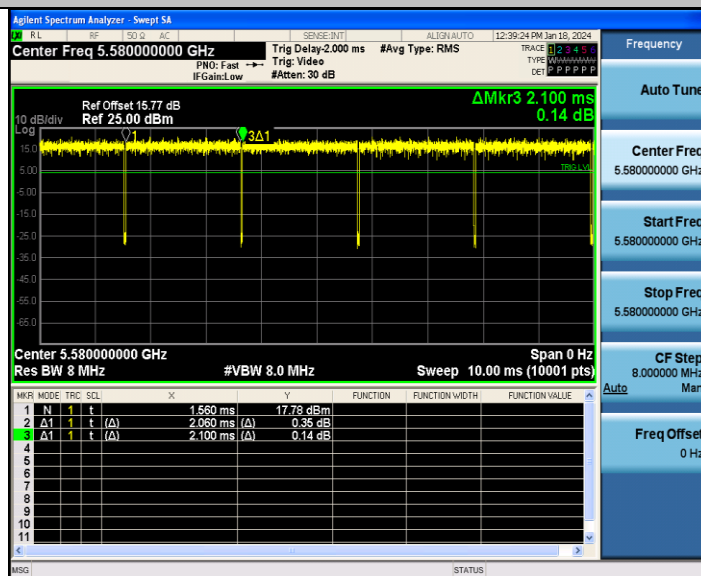 Agilent Spectrum Analyzer - Swept SA
RL RF 50 Ω AC SENSE:INT ALIGN AUTO 12:39:24 PM Jan 18, 2024
Center Freq 5.580000000 GHz
PNO: Fast
IFGain:Low
Trig Delay-2.000 ms
Trig: Video
#Atten: 30 dB
#Avg Type: RMS
TRACE 1 2 3 4 5 6
TYPE
DET P P P P P P
Ref Offset 15.77 dB
Ref 25.00 dBm
10 dB/div
Log
ΔMkr3 2.100 ms
0.14 dB
1
3Δ1
15.0
5.00
TRIG LVL
-5.00
-15.0
-25.0
-35.0
-45.0
-55.0
-65.0
Center 5.580000000 GHz Span 0 Hz
Res BW 8 MHz #VBW 8.0 MHz Sweep 10.00 ms (10001 pts)
MKR MODE TRC SCL X Y FUNCTION FUNCTION WIDTH FUNCTION VALUE
1 N 1 t 1.560 ms 17.78 dBm
2 Δ1 1 t (Δ) 2.060 ms (Δ) 0.35 dB
3 Δ1 1 t (Δ) 2.100 ms (Δ) 0.14 dB
4
5
6
7
8
9
10
11
MSG STATUS
Frequency
Auto Tune
Center Freq
5.580000000 GHz
Start Freq
5.580000000 GHz
Stop Freq
5.580000000 GHz
CF Step
8.000000 MHz
Auto Man
Freq Offset
0 Hz